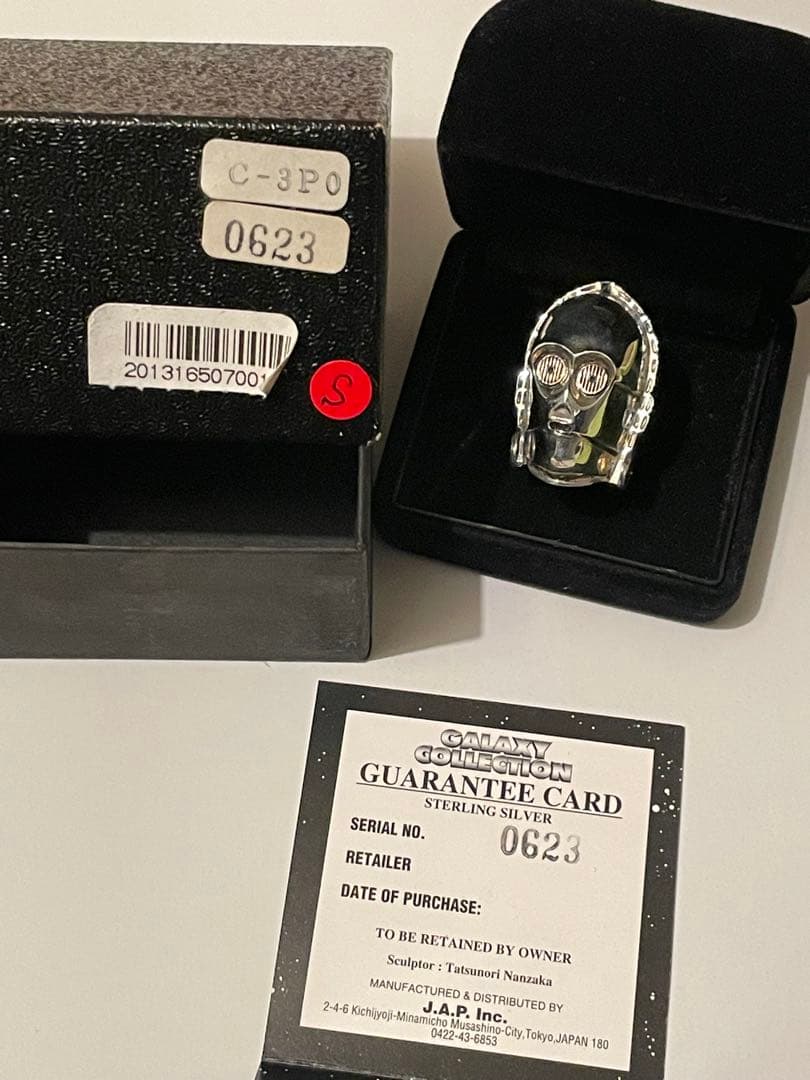 C-3PO
0623
201316507001
S
GALAXY
COLLECTION
GUARANTEE CARD
STERLING SILVER
SERIAL NO. 0623
RETAILER
DATE OF PURCHASE:
TO BE RETAINED BY OWNER
Sculptor : Tatsunori Nanzaka
MANUFACTURED & DISTRIBUTED BY
J.A.P. Inc.
2-4-6 Kichijyoji-Minamicho Musashino-City,Tokyo,JAPAN 180
0422-43-6853